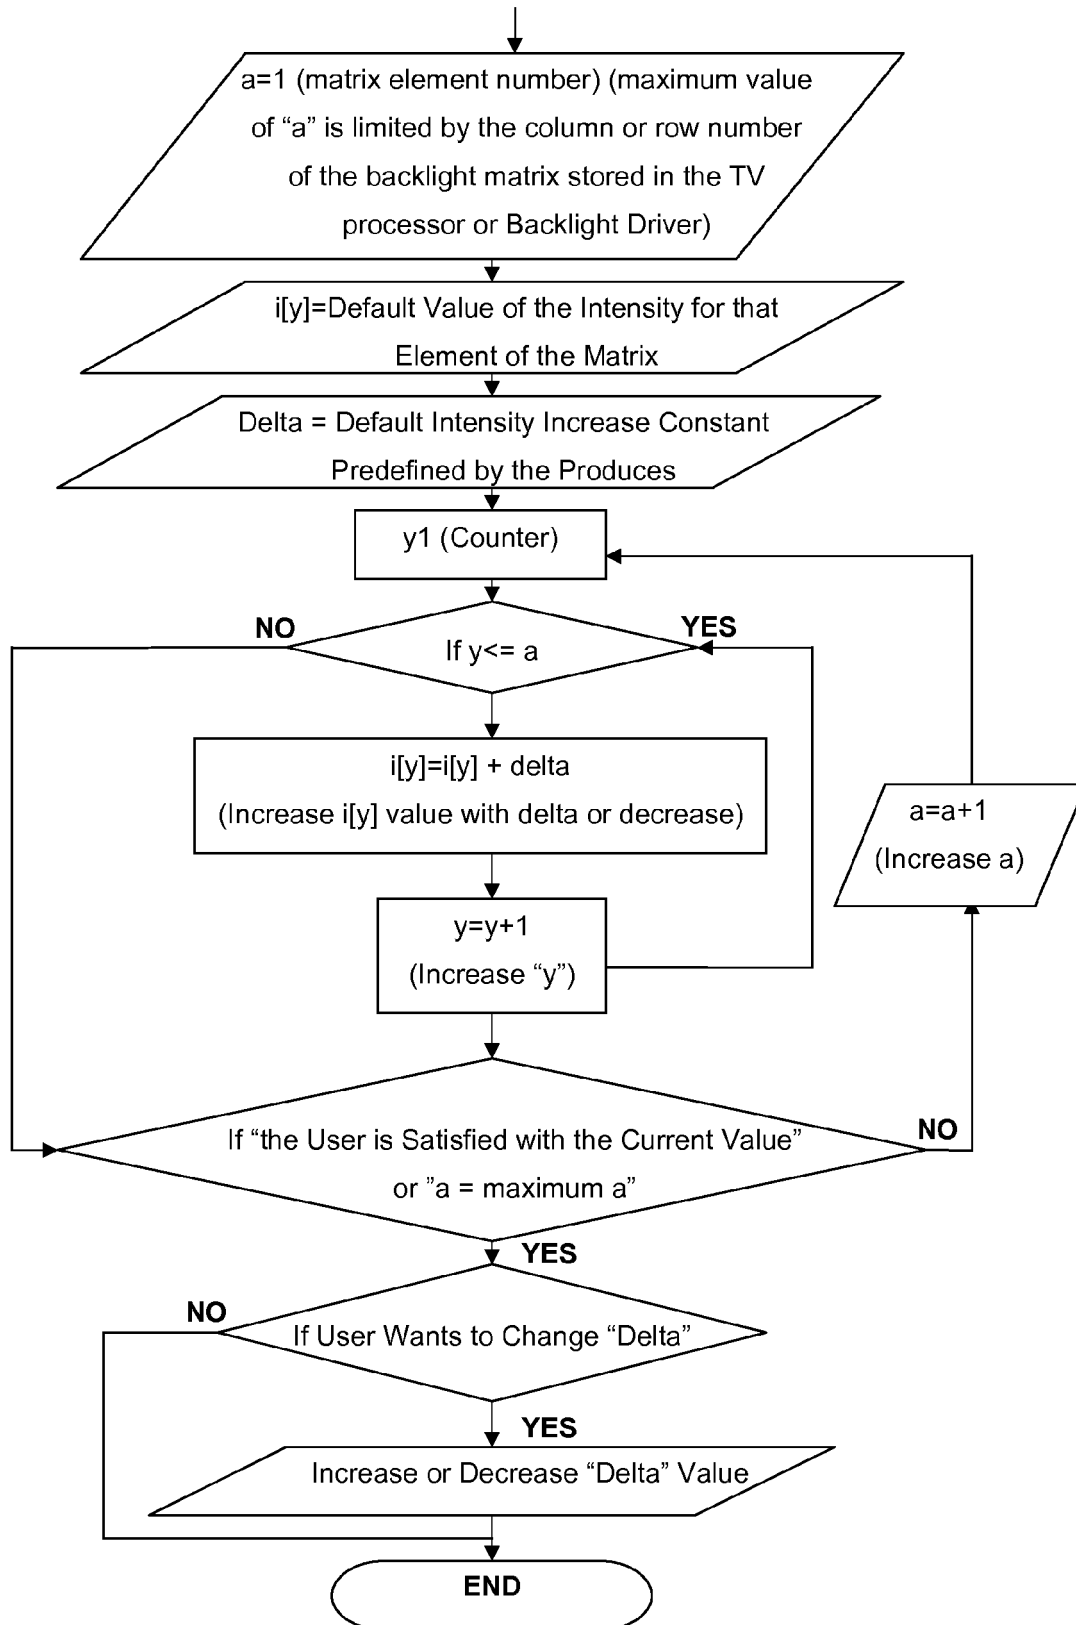 a=1 (matrix element number) (maximum value
of “a” is limited by the column or row number
of the backlight matrix stored in the TV
processor or Backlight Driver)
i[y]=Default Value of the Intensity for that
Element of the Matrix
Delta = Default Intensity Increase Constant
Predefined by the Produces
y1 (Counter)
NO
YES
If y<= a
i[y]=i[y] + delta
(Increase i[y] value with delta or decrease)
a=a+1
(Increase a)
y=y+1
(Increase “y”)
If “the User is Satisfied with the Current Value”
or ”a = maximum a”
NO
YES
NO
If User Wants to Change “Delta”
YES
Increase or Decrease “Delta” Value
END